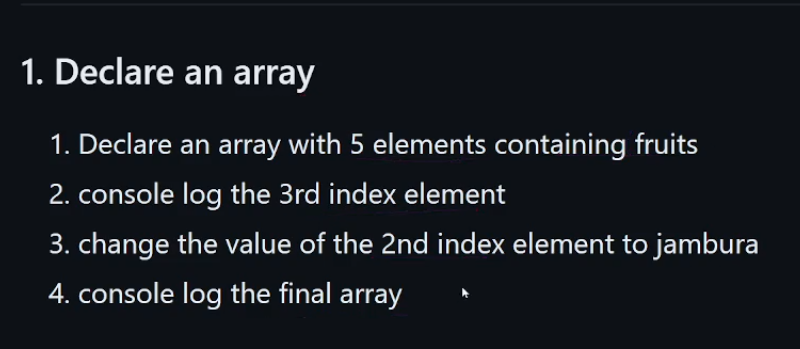 1. Declare an array
1. Declare an array with 5 elements containing fruits
2. console log the 3rd index element
3. change the value of the 2nd index element to jambura
4. console log the final array